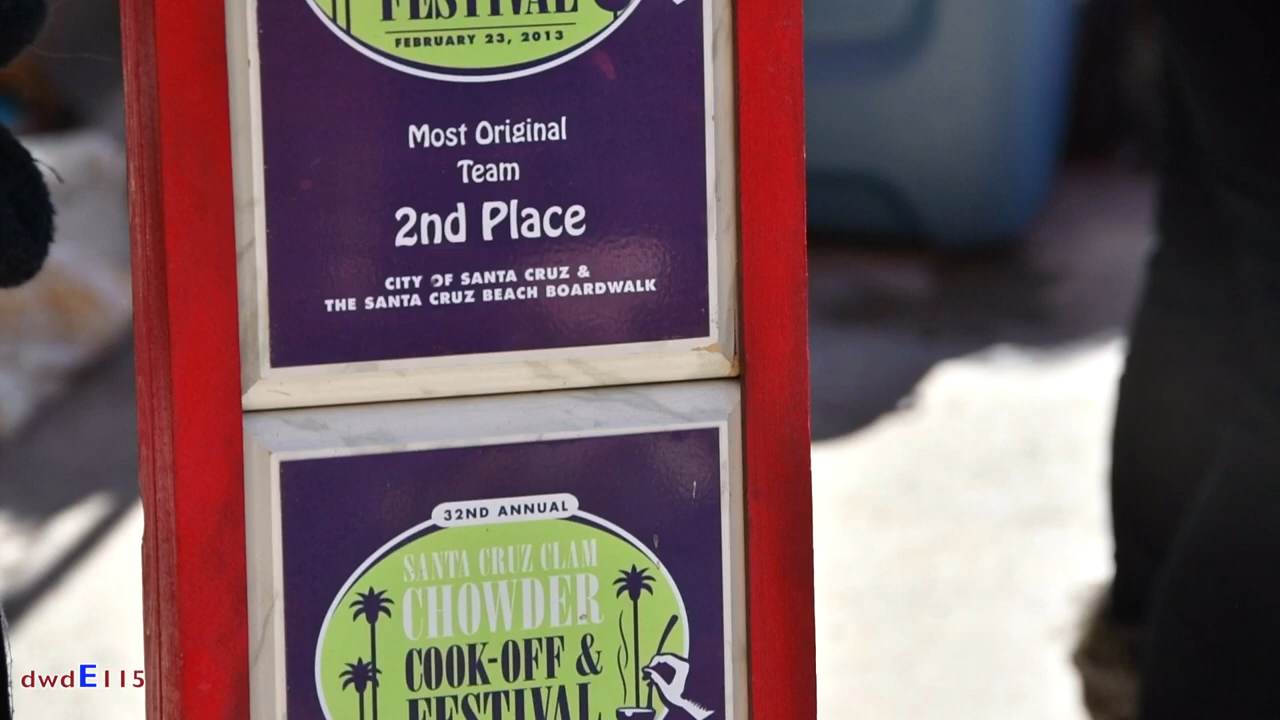 FESTIVAL
FEBRUARY 23, 2013
Most Original
Team
2nd Place
CITY OF SANTA CRUZ &
THE SANTA CRUZ BEACH BOARDWALK
32ND ANNUAL
SANTA CRUZ CLAM
CHOWDER
COOK-OFF &
FESTIVAL
dwdE115